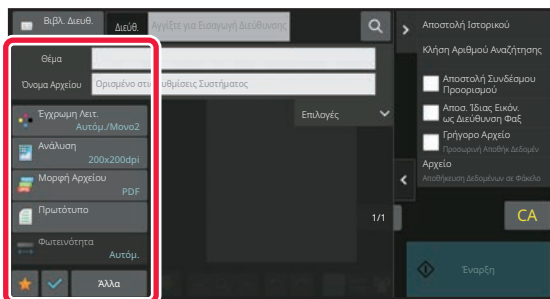 Βιβλ. Διευθ.
Διεύθ.
Αγγίξτε για Εισαγωγή Διεύθυνσης
Θέμα
Όνομα Αρχείου
Ορισμένο στις Ρυθμίσεις Συστήματος
Έγχρωμη Λειτ.
Αυτόμ./Μονο2
Ανάλυση
200x200dpi
Μορφή Αρχείου
PDF
Πρωτότυπο
Φωτεινότητα
Αυτόμ.
Άλλα
Επιλογές
1/1
Αποστολή Ιστορικού
Κλήση Αριθμού Αναζήτησης
Αποστολή Συνδέσμου
Προορισμού
Αποσ. Ίδιας Εικόν.
ως Διεύθυνση Φαξ
Γρήγορο Αρχείο
Προσωρινή Αποθήκ Δεδομέν
Αρχείο
Αποθήκευση Δεδομένων σε Φάκελο
CA
Έναρξη